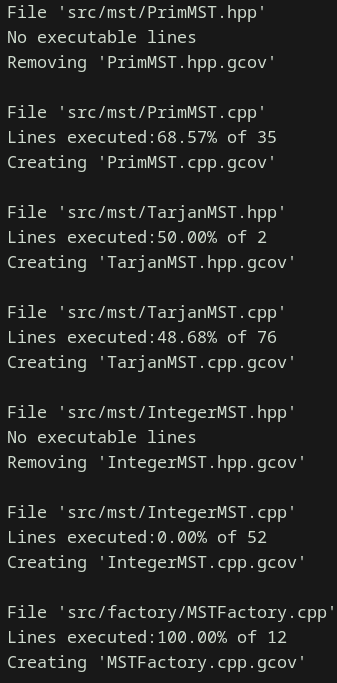 File 'src/mst/PrimMST.hpp'
No executable lines
Removing 'PrimMST.hpp.gcov'

File 'src/mst/PrimMST.cpp'
Lines executed:68.57% of 35
Creating 'PrimMST.cpp.gcov'

File 'src/mst/TarjanMST.hpp'
Lines executed:50.00% of 2
Creating 'TarjanMST.hpp.gcov'

File 'src/mst/TarjanMST.cpp'
Lines executed:48.68% of 76
Creating 'TarjanMST.cpp.gcov'

File 'src/mst/IntegerMST.hpp'
No executable lines
Removing 'IntegerMST.hpp.gcov'

File 'src/mst/IntegerMST.cpp'
Lines executed:0.00% of 52
Creating 'IntegerMST.cpp.gcov'

File 'src/factory/MSTFactory.cpp'
Lines executed:100.00% of 12
Creating 'MSTFactory.cpp.gcov'